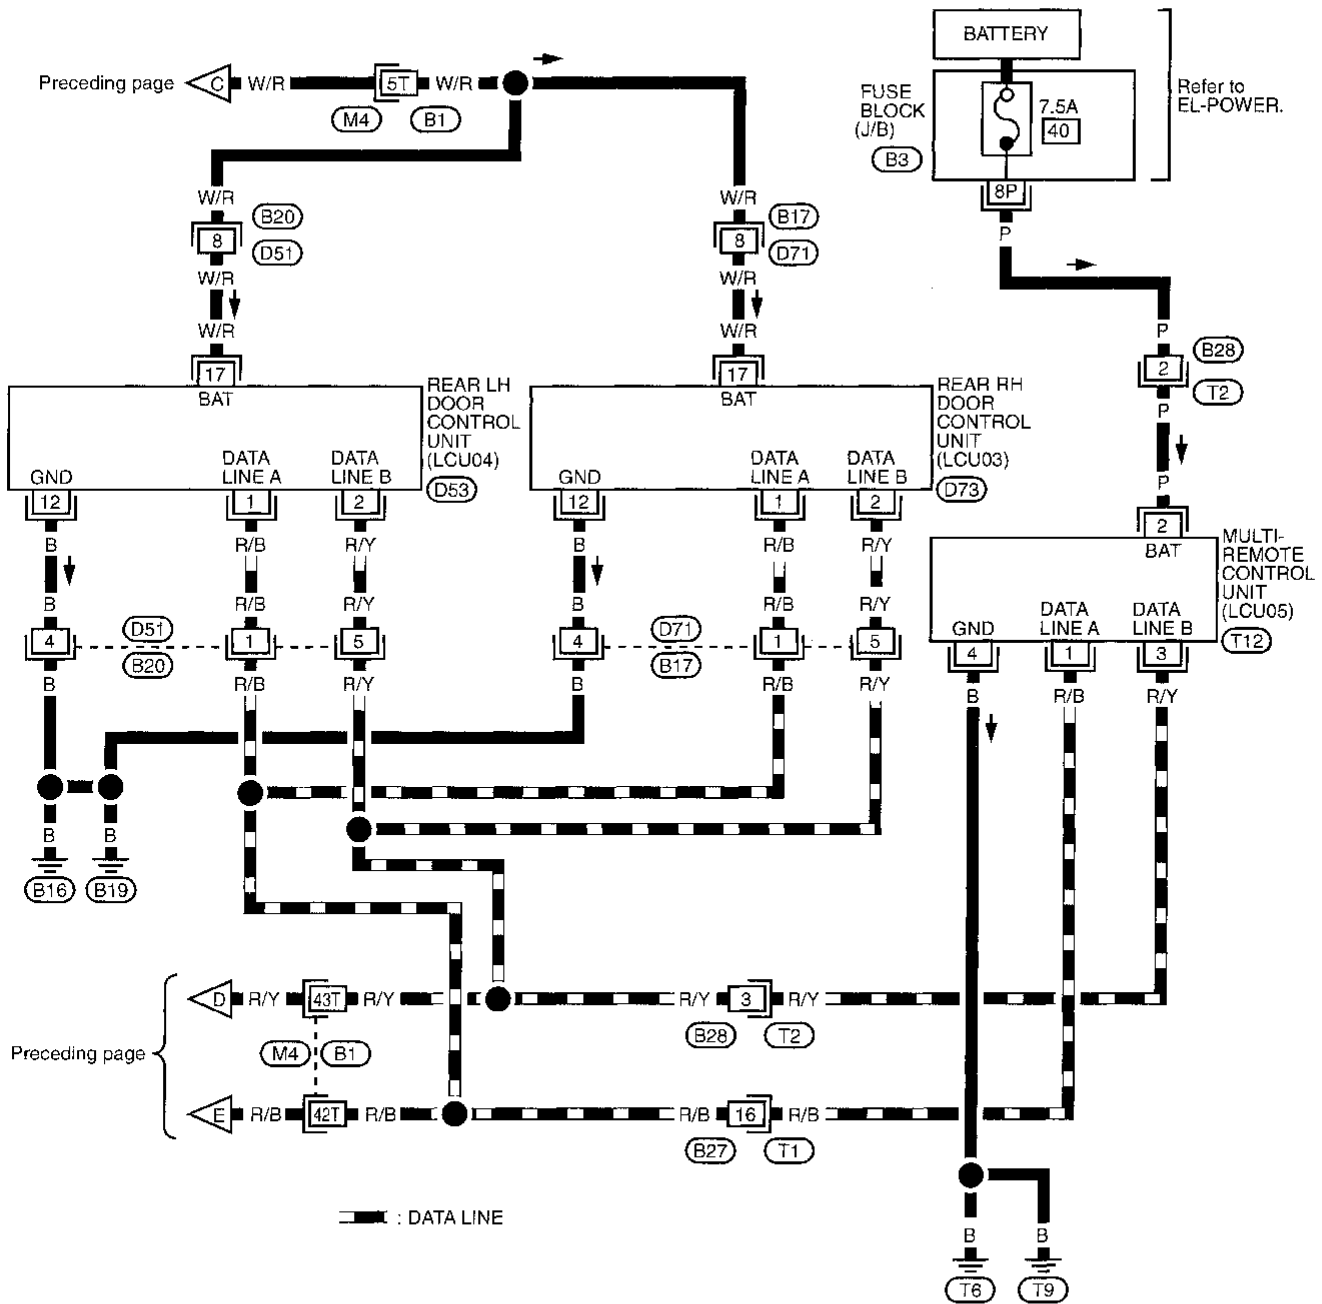 BATTERY
Preceding page
C
W/R
5T
W/R
M4
B1
FUSE
BLOCK
(J/B)
B3
7.5A
40
Refer to
EL-POWER.
8P
P
W/R
B20
8
D51
W/R
W/R
17
BAT
W/R
B17
8
D71
W/R
W/R
17
BAT
P
B28
2
T2
P
P
2
BAT
REAR LH
DOOR
CONTROL
UNIT
(LCU04)
D53
GND
DATA
LINE A
DATA
LINE B
12
1
2
REAR RH
DOOR
CONTROL
UNIT
(LCU03)
D73
GND
DATA
LINE A
DATA
LINE B
12
1
2
MULTI-
REMOTE
CONTROL
UNIT
(LCU05)
T12
GND
DATA
LINE A
DATA
LINE B
4
1
3
B
R/B
R/Y
B
R/B
R/Y
B
R/B
R/Y
B
R/B
R/Y
4
D51
B20
1
5
4
D71
B17
1
5
B
R/B
R/Y
B
R/B
R/Y
B
R/B
R/Y
B
B
B16
B19
Preceding page
D
R/Y
43T
R/Y
R/Y
3
R/Y
B28
T2
M4
B1
E
R/B
42T
R/B
R/B
16
R/B
B27
T1
: DATA LINE
B
B
T6
T9